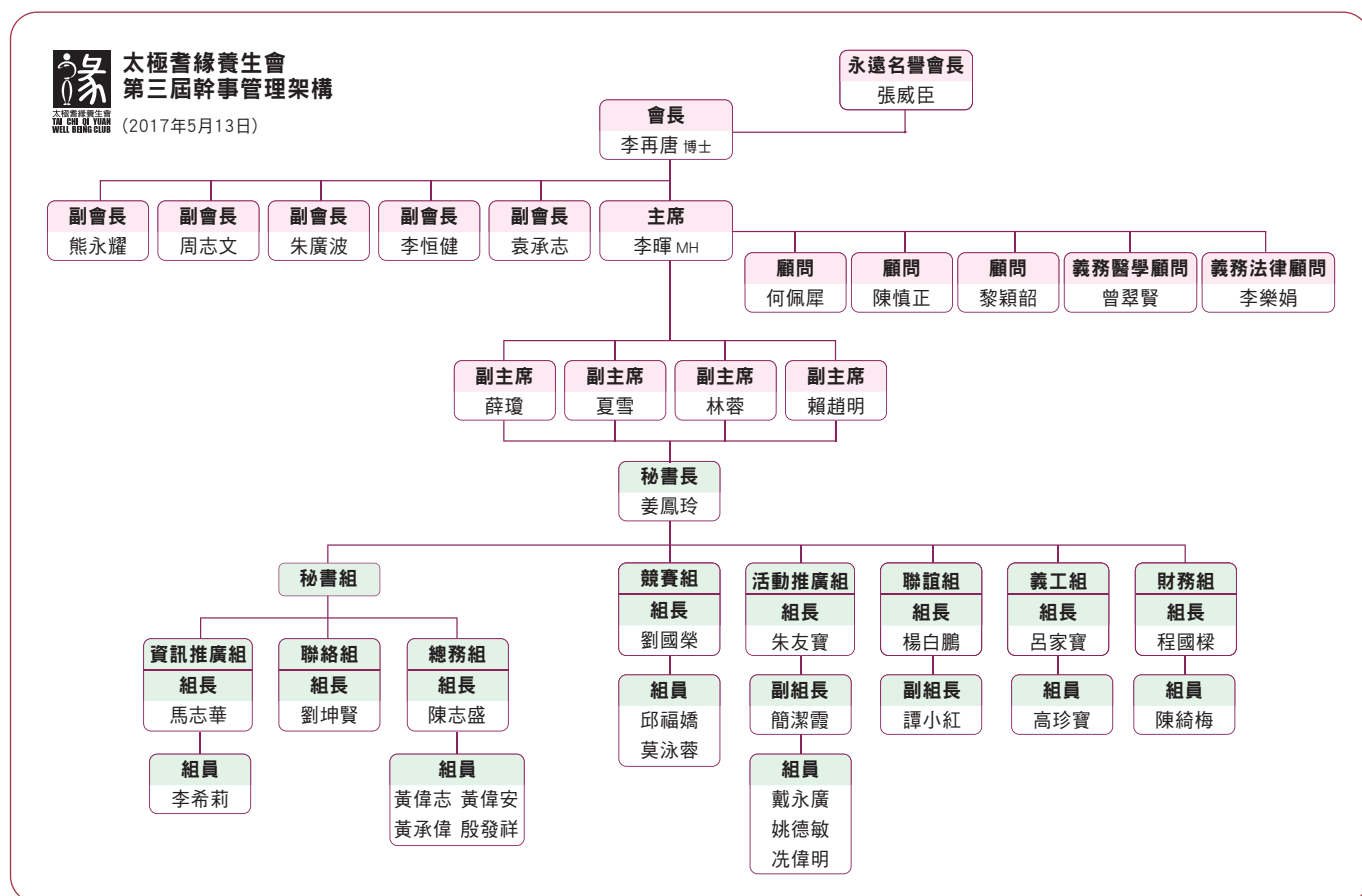 太極耆緣養生會
第三屆幹事管理架構
太極耆緣養生會
TAI CHI QI YUAN
WELL BEING CLUB
(2017年5月13日)
永遠名譽會長
張威臣
會長
李再唐 博士
副會長
熊永耀
副會長
周志文
副會長
朱廣波
副會長
李恒健
副會長
袁承志
主席
李暉 MH
顧問
何佩犀
顧問
陳慎正
顧問
黎穎韶
義務醫學顧問
曾翠賢
義務法律顧問
李樂娟
副主席
薛瓊
副主席
夏雪
副主席
林蓉
副主席
賴趙明
秘書長
姜鳳玲
秘書組
資訊推廣組
組長
馬志華
組員
李希莉
聯絡組
組長
劉坤賢
總務組
組長
陳志盛
組員
黃偉志 黃偉安
黃承偉 殷發祥
競賽組
組長
劉國榮
組員
邱福嬌
莫泳蓉
活動推廣組
組長
朱友寶
副組長
簡潔霞
組員
戴永廣
姚德敏
冼偉明
聯誼組
組長
楊白鵬
副組長
譚小紅
義工組
組長
呂家寶
組員
高珍寶
財務組
組長
程國樑
組員
陳綺梅